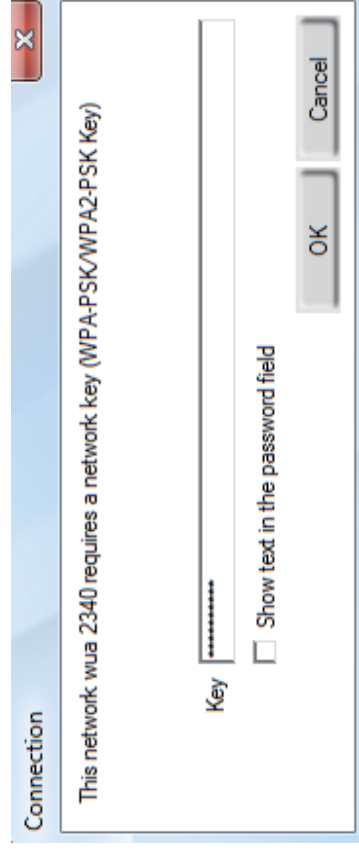 Connection
This network wua 2340 requires a network key (WPA-PSK/WPA2-PSK Key)
Key ••••••••••
Show text in the password field
OK Cancel